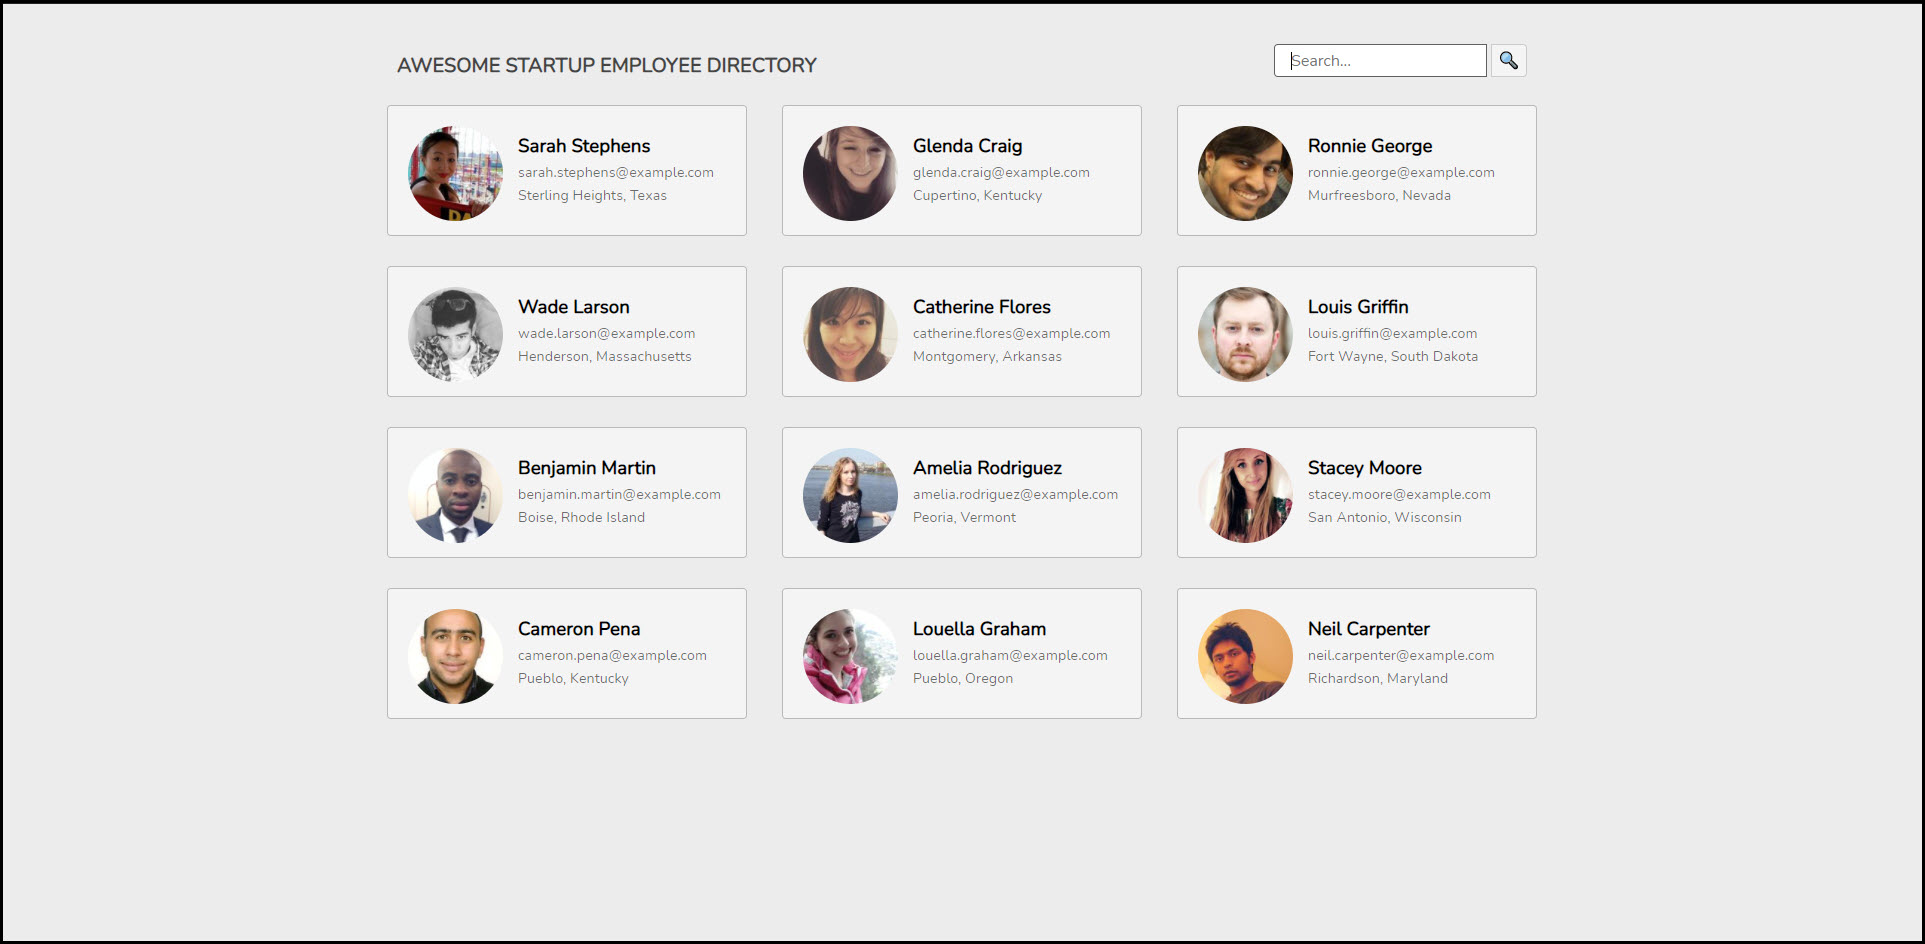 AWESOME STARTUP EMPLOYEE DIRECTORY
Search...
Sarah Stephens
sarah.stephens@example.com
Sterling Heights, Texas
Glenda Craig
glenda.craig@example.com
Cupertino, Kentucky
Ronnie George
ronnie.george@example.com
Murfreesboro, Nevada
Wade Larson
wade.larson@example.com
Henderson, Massachusetts
Catherine Flores
catherine.flores@example.com
Montgomery, Arkansas
Louis Griffin
louis.griffin@example.com
Fort Wayne, South Dakota
Benjamin Martin
benjamin.martin@example.com
Boise, Rhode Island
Amelia Rodriguez
amelia.rodriguez@example.com
Peoria, Vermont
Stacey Moore
stacey.moore@example.com
San Antonio, Wisconsin
Cameron Pena
cameron.pena@example.com
Pueblo, Kentucky
Louella Graham
louella.graham@example.com
Pueblo, Oregon
Neil Carpenter
neil.carpenter@example.com
Richardson, Maryland